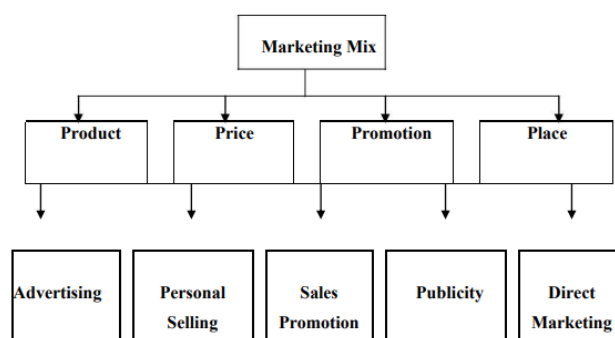 Marketing Mix
Product
Price
Promotion
Place
Advertising
Personal
Selling
Sales
Promotion
Publicity
Direct
Marketing